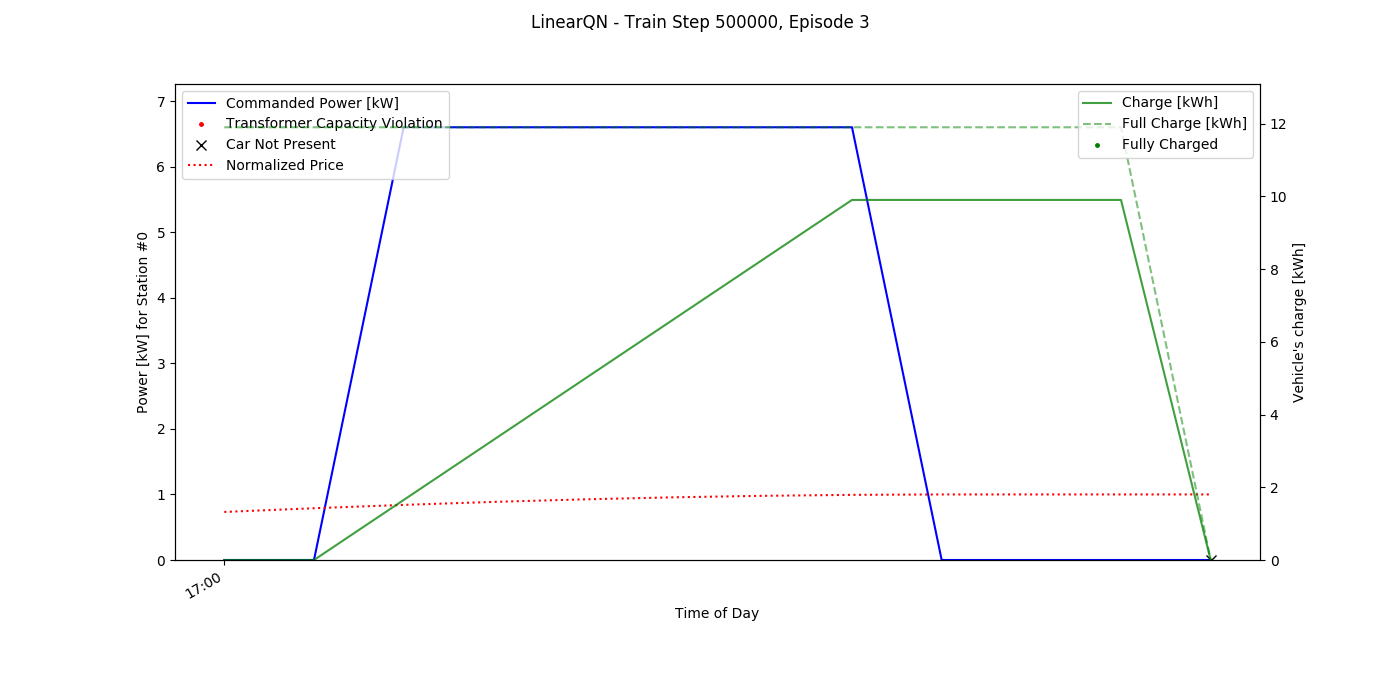 LinearQN - Train Step 500000, Episode 3
Commanded Power [kW]
Transformer Capacity Violation
Car Not Present
Normalized Price
Charge [kWh]
Full Charge [kWh]
Fully Charged
Power [kW] for Station #0
7
6
5
4
3
2
1
0
Vehicle's charge [kWh]
12
10
8
6
4
2
0
17:00
Time of Day